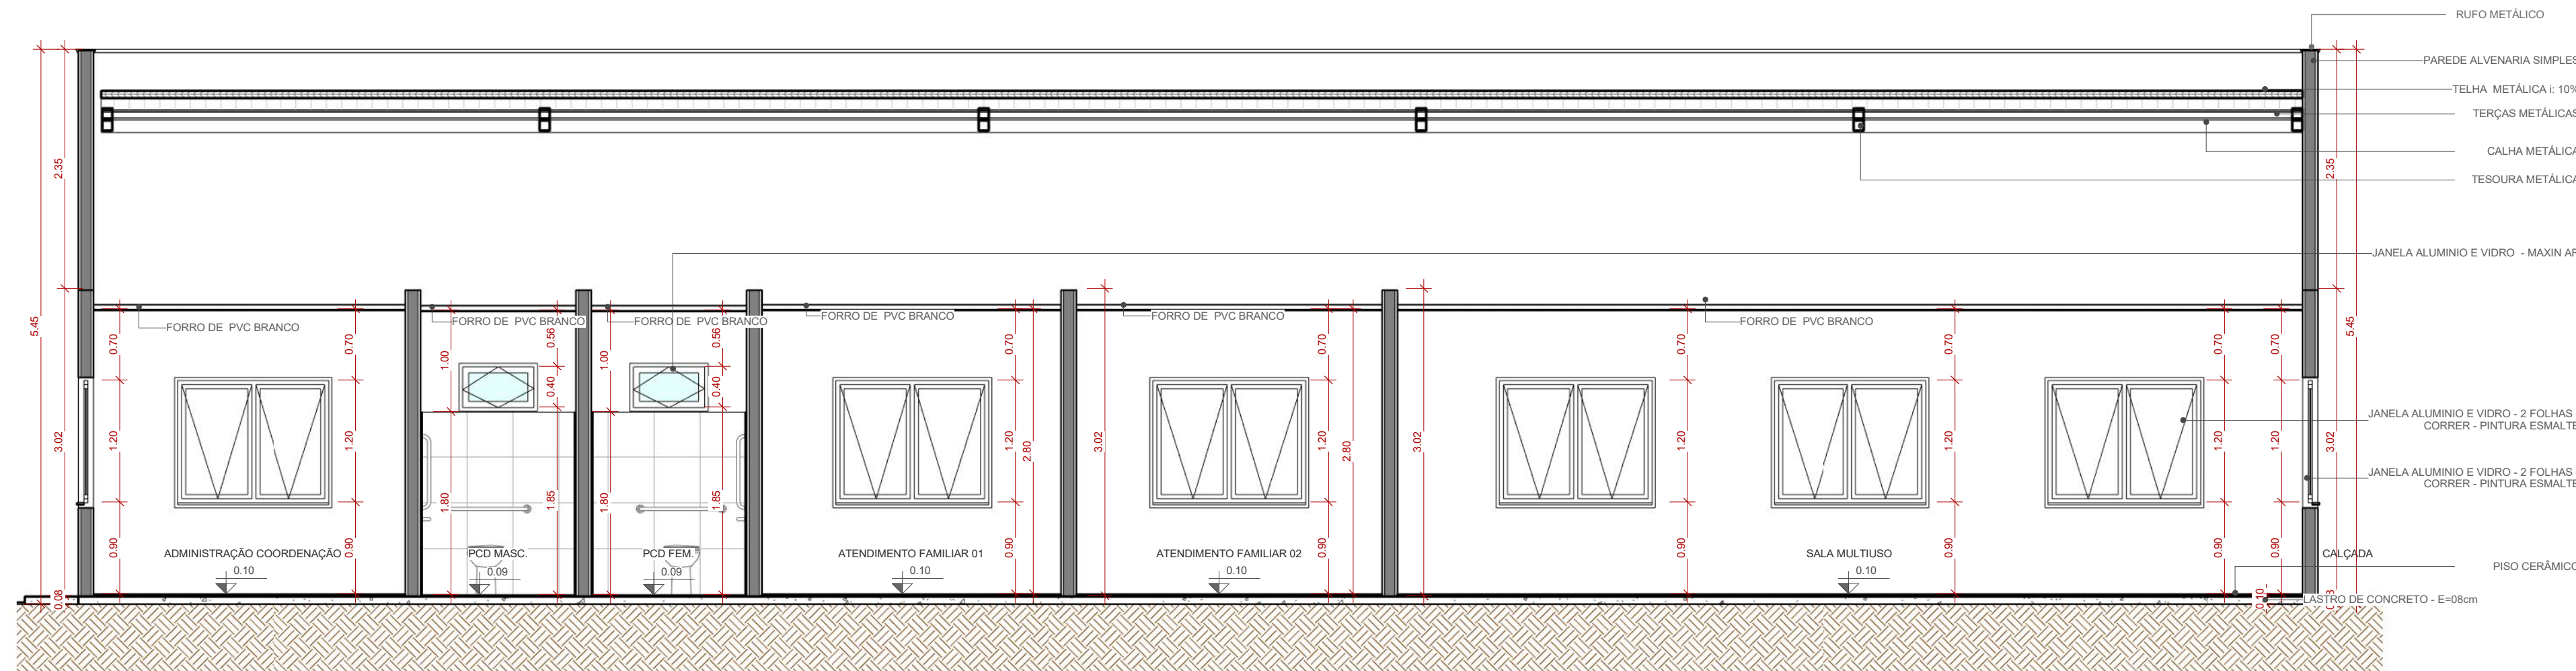 RUFO METÁLICO
PAREDE ALVENARIA SIMPLES
TELHA METÁLICA i: 10%
TERÇAS METÁLICAS
CALHA METÁLICA
TESOURA METÁLICA
JANELA ALUMINIO E VIDRO - MAXIN AR
JANELA ALUMINIO E VIDRO - 2 FOLHAS
CORRER - PINTURA ESMALTE
JANELA ALUMINIO E VIDRO - 2 FOLHAS
CORRER - PINTURA ESMALTE
CALÇADA
PISO CERÂMICO
LASTRO DE CONCRETO - E=08cm
5.45
2.35
3.02
0.08
FORRO DE PVC BRANCO
0.70
1.20
0.90
0.70
1.20
0.90
ADMINISTRAÇÃO COORDENAÇÃO
0.10
FORRO DE PVC BRANCO
1.00
1.80
0.56
0.40
1.85
PCD MASC.
0.09
FORRO DE PVC BRANCO
1.00
1.80
0.56
0.40
1.85
PCD FEM.
0.09
FORRO DE PVC BRANCO
0.70
1.20
0.90
2.80
ATENDIMENTO FAMILIAR 01
0.10
FORRO DE PVC BRANCO
3.02
0.70
1.20
0.90
2.80
ATENDIMENTO FAMILIAR 02
0.10
FORRO DE PVC BRANCO
3.02
0.70
1.20
0.90
0.70
1.20
0.90
0.70
1.20
0.90
0.70
1.20
0.90
SALA MULTIUSO
0.10
0.10
2.35
3.02
5.45